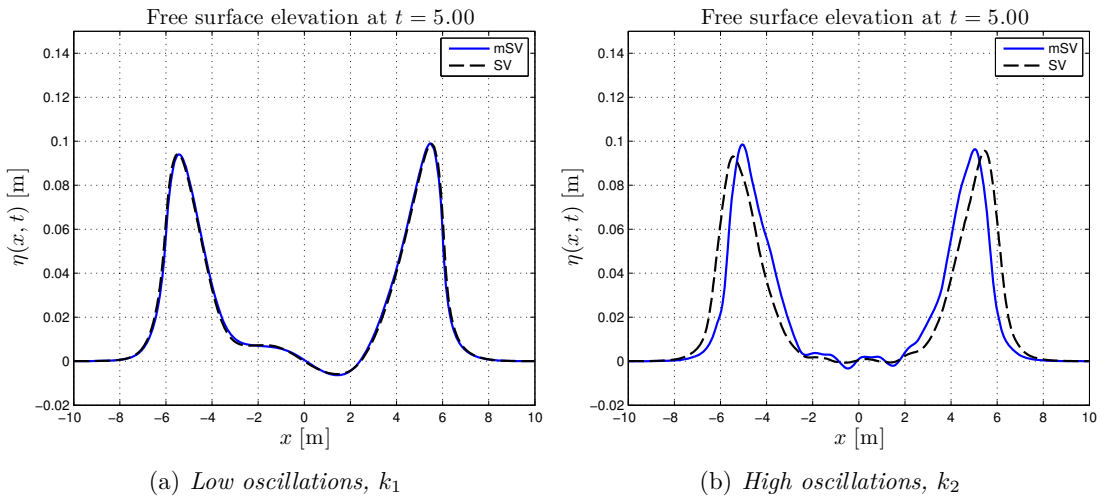 Free surface elevation at t = 5.00
0.14
0.12
0.1
0.08
0.06
0.04
0.02
0
−0.02
η(x, t) [m]
mSV
SV
−10 −8 −6 −4 −2 0 2 4 6 8 10
x [m]
(a) Low oscillations, k₁
Free surface elevation at t = 5.00
0.14
0.12
0.1
0.08
0.06
0.04
0.02
0
−0.02
η(x, t) [m]
mSV
SV
−10 −8 −6 −4 −2 0 2 4 6 8 10
x [m]
(b) High oscillations, k₂